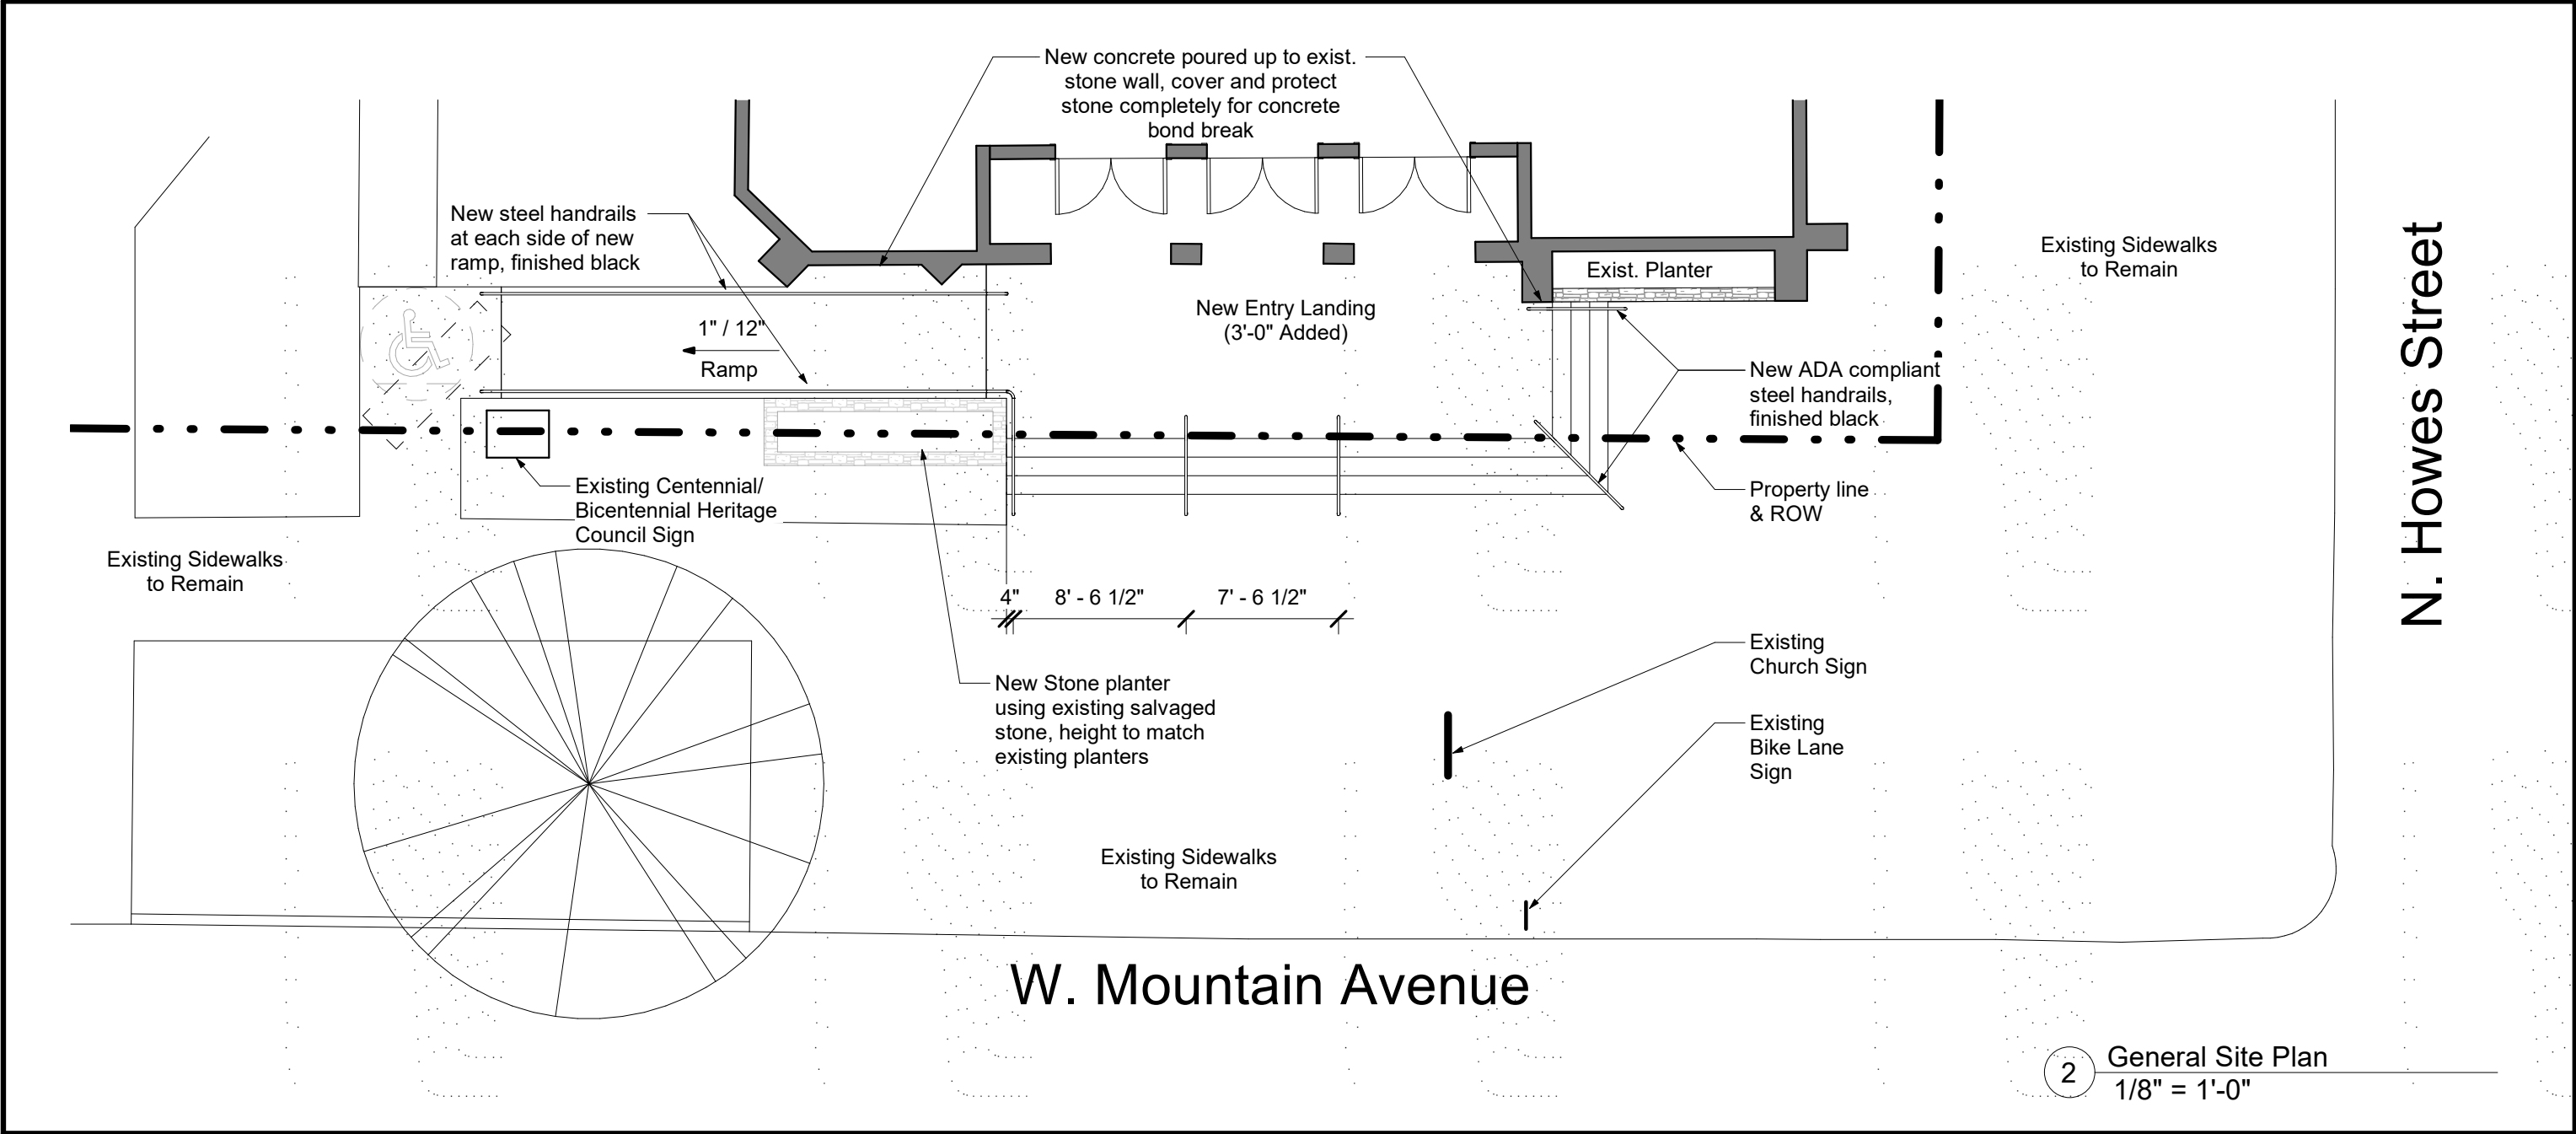 New concrete poured up to exist.
stone wall, cover and protect
stone completely for concrete
bond break
New steel handrails
at each side of new
ramp, finished black
1" / 12"
Ramp
New Entry Landing
(3'-0" Added)
Exist. Planter
Existing Sidewalks
to Remain
N. Howes Street
New ADA compliant
steel handrails,
finished black
Property line
& ROW
Existing Centennial/
Bicentennial Heritage
Council Sign
Existing Sidewalks
to Remain
4"
8' - 6 1/2"
7' - 6 1/2"
New Stone planter
using existing salvaged
stone, height to match
existing planters
Existing
Church Sign
Existing
Bike Lane
Sign
Existing Sidewalks
to Remain
W. Mountain Avenue
2
General Site Plan
1/8" = 1'-0"